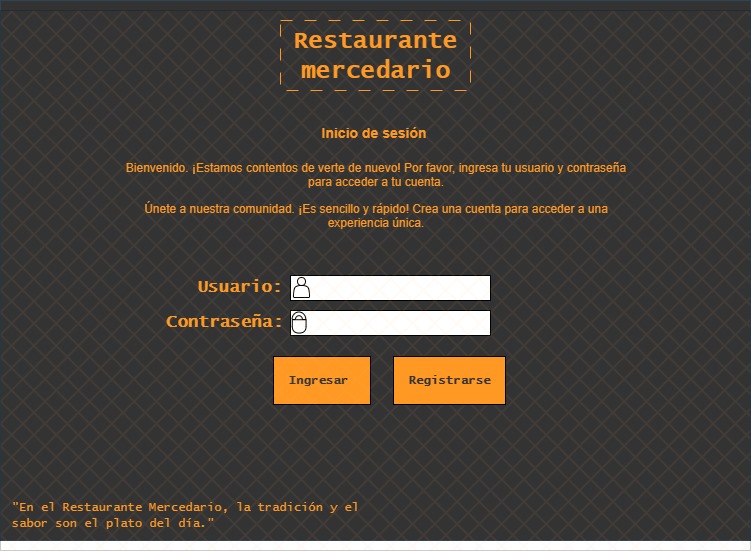 Restaurante
mercedario
Inicio de sesión
Bienvenido. ¡Estamos contentos de verte de nuevo! Por favor, ingresa tu usuario y contraseña
para acceder a tu cuenta.
Únete a nuestra comunidad. ¡Es sencillo y rápido! Crea una cuenta para acceder a una
experiencia única.
Usuario:
Contraseña:
Ingresar Registrarse
"En el Restaurante Mercedario, la tradición y el
sabor son el plato del día."